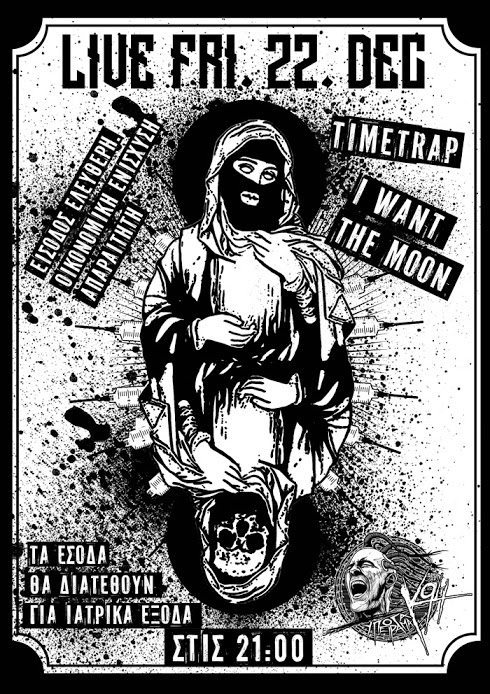 LIVE FRI. 22. DEC
ΕΙΣΟΔΟΣ ΕΛΕΥΘΕΡΗ
ΟΙΚΟΝΟΜΙΚΗ ΕΝΙΣΧΥΣΗ
ΑΠΑΡΑΙΤΗΤΗ
TIMETRAP
I WANT
THE MOON
ΤΑ ΕΣΟΔΑ
ΘΑ ΔΙΑΤΕΘΟΥΝ
ΓΙΑ ΙΑΤΡΙΚΑ ΕΞΟΔΑ
ΣΤΙΣ 21:00